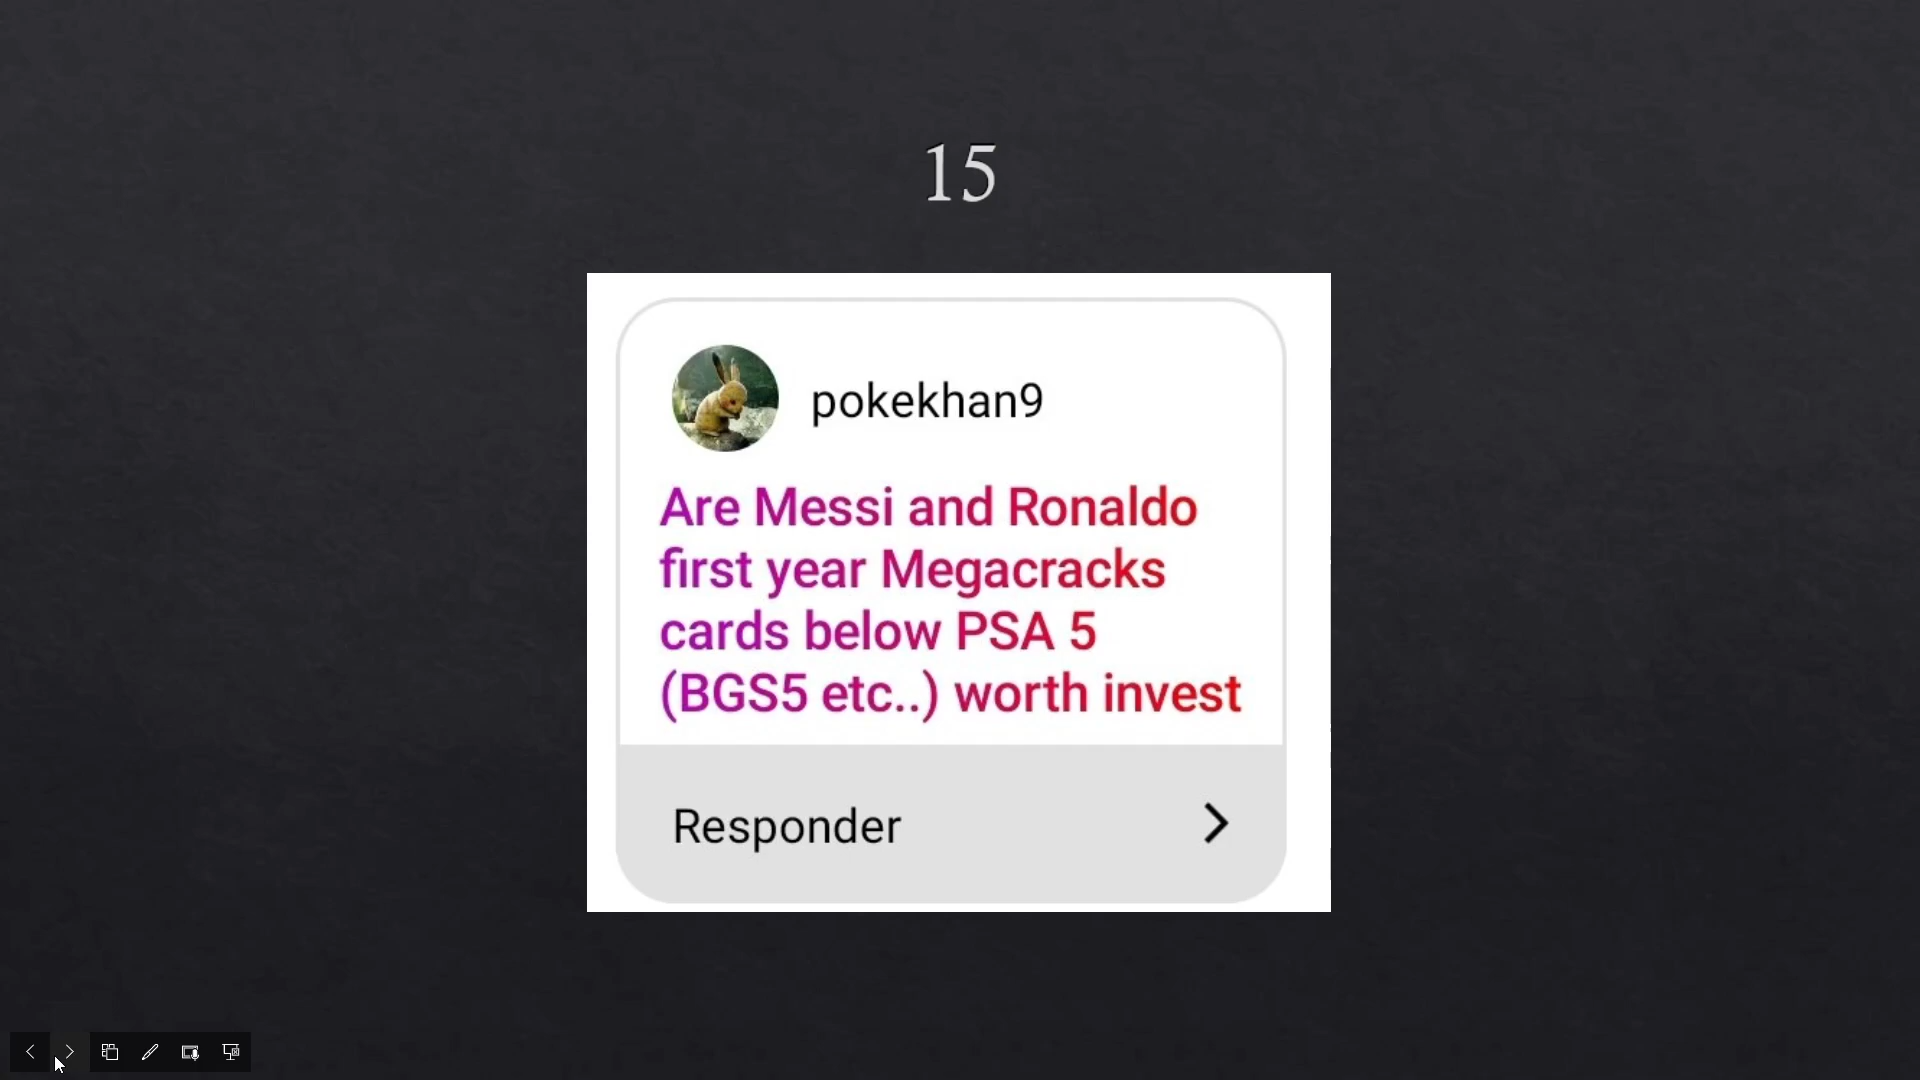 15
pokekhan9
Are Messi and Ronaldo
first year Megacracks
cards below PSA 5
(BGS5 etc..) worth invest
Responder